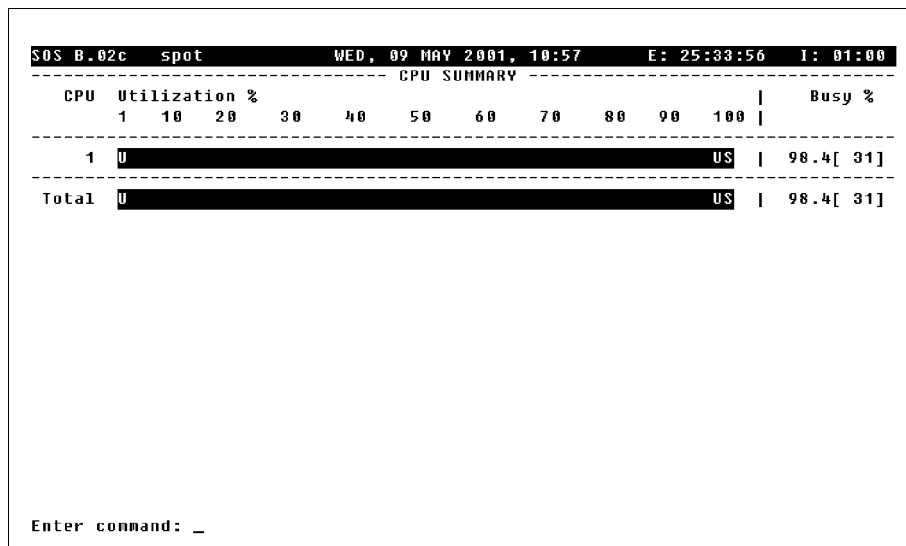 SOS B.02c   spot               WED, 09 MAY 2001, 10:57      E: 25:33:56   I: 01:00
--------------------------------- CPU SUMMARY ----------------------------------
   CPU  Utilization %                                              |    Busy %
        1   10   20    30    40    50    60    70    80   90   100 |
--------------------------------------------------------------------------------
     1  U                                                      US  |  98.4[ 31]
--------------------------------------------------------------------------------
 Total  U                                                      US  |  98.4[ 31]
Enter command: _